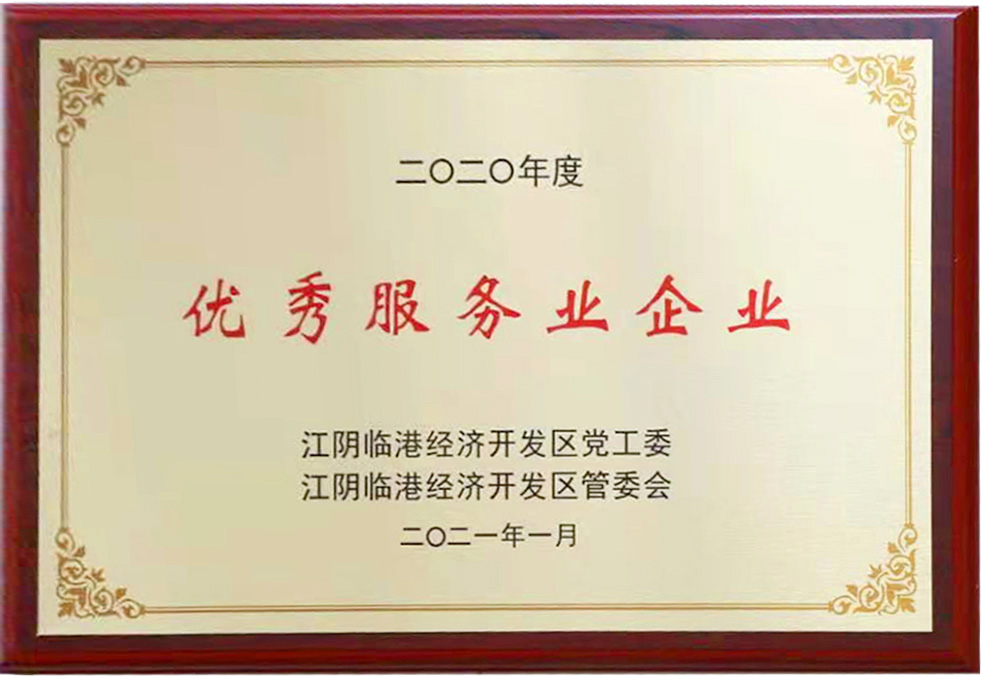 二〇二〇年度
优秀服务业企业
江阴临港经济开发区党工委
江阴临港经济开发区管委会
二〇二一年一月